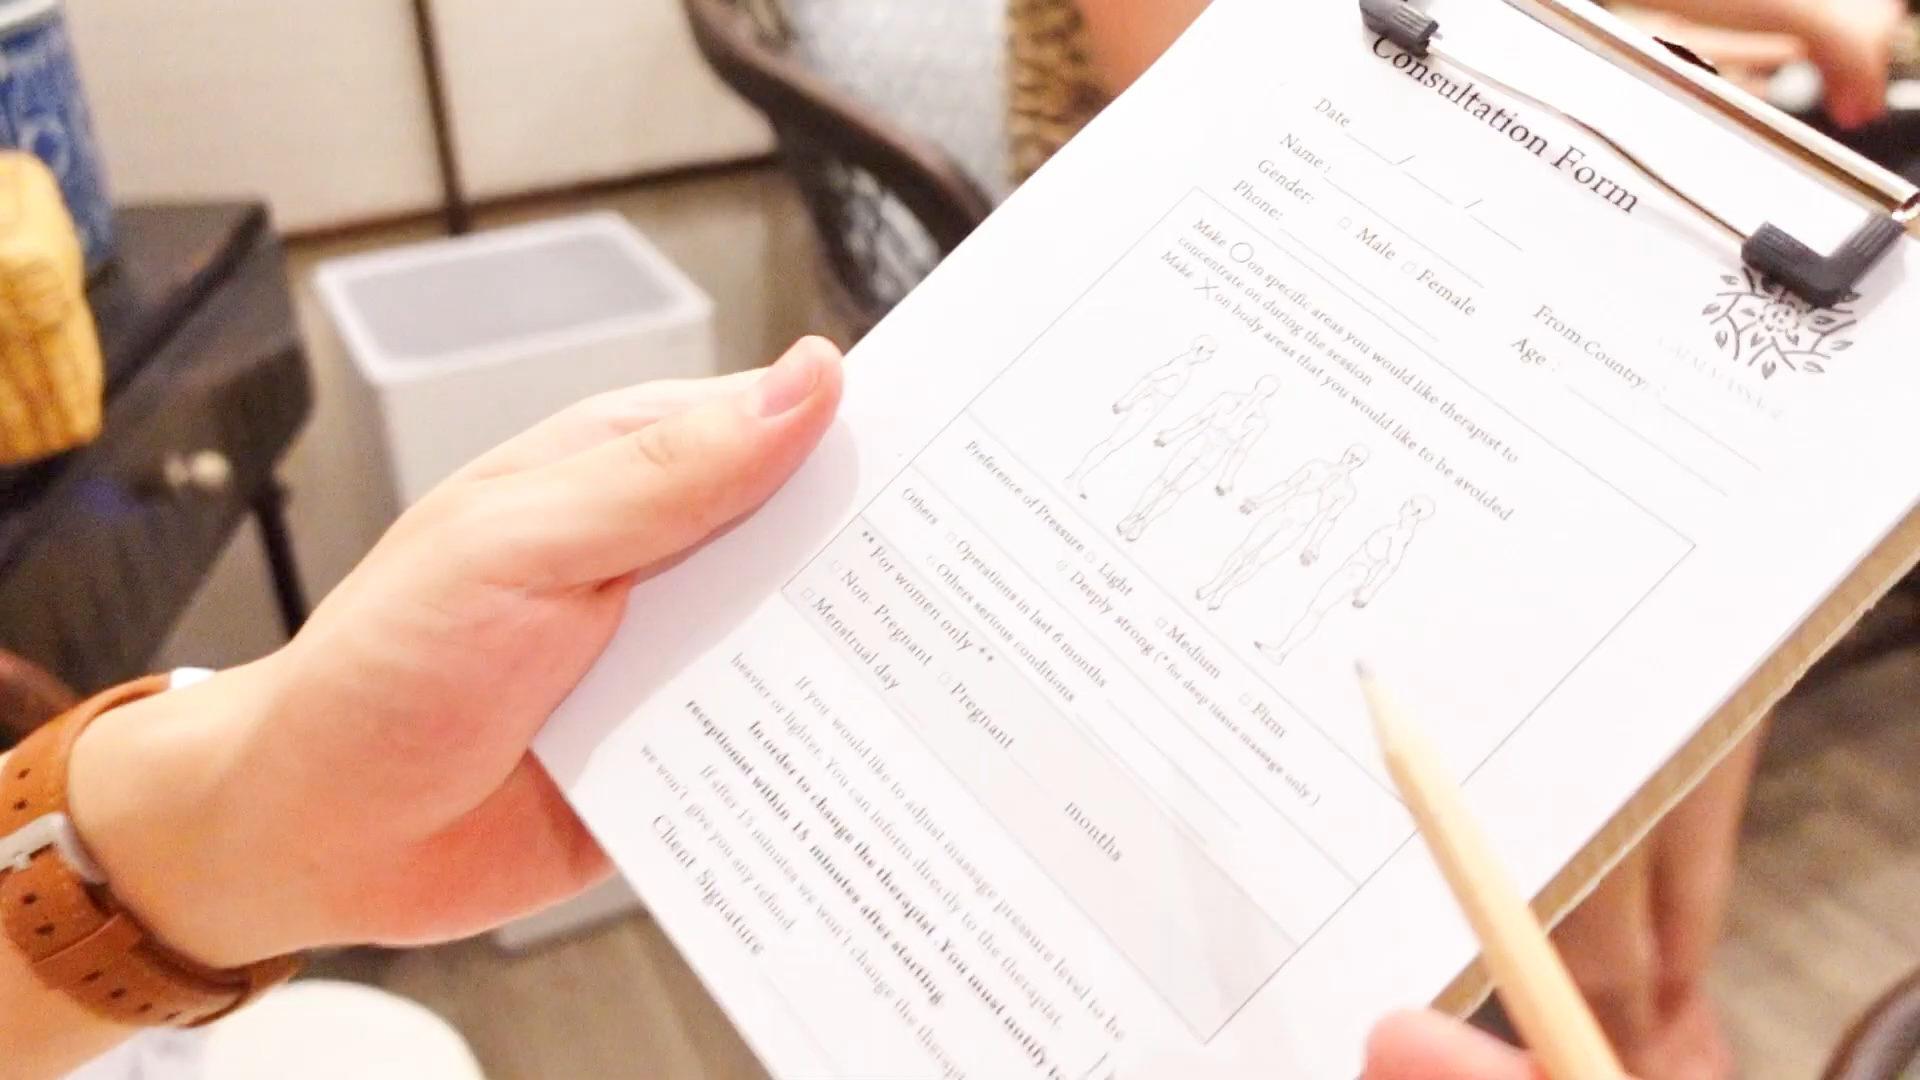 Consultation Form
Date / /
Name :
Gender: Male Female
From Country :
Phone:
Age :
Make on specific areas you would like therapist to
concentrate on during the session
Make X on body areas that you would like to be avoided
Preference of Pressure Light Medium Firm
Deeply strong (* for deep tissue massage only)
Others Operations in last 6 months
Others serious conditions
** For women only **
Non- Pregnant Pregnant months
Menstrual day
If you would like to adjust massage pressure level to be
heavier or lighter. You can inform directly to the therapist.
In order to change the therapist .You must notify
receptionist within 15 minutes after starting
If after 15 minutes we won't change the
we won't give you any refund
Client Signature